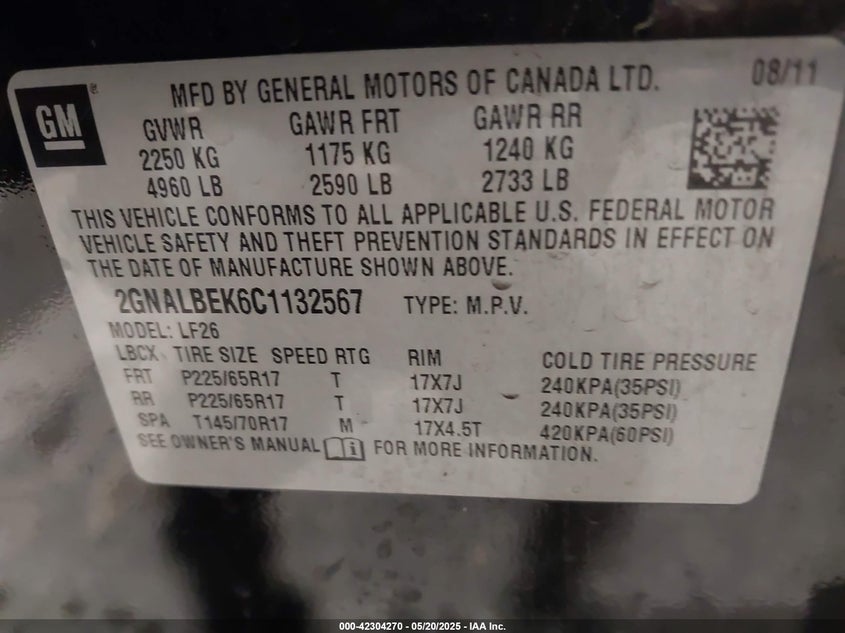 GM®
MFD BY GENERAL MOTORS OF CANADA LTD. 08/11
GVWR GAWR FRT GAWR RR
2250 KG 1175 KG 1240 KG
4960 LB 2590 LB 2733 LB
THIS VEHICLE CONFORMS TO ALL APPLICABLE U.S. FEDERAL MOTOR
VEHICLE SAFETY AND THEFT PREVENTION STANDARDS IN EFFECT ON
THE DATE OF MANUFACTURE SHOWN ABOVE.
2GNALBEK6C1132567 TYPE: M.P.V.
MODEL: LF26
LBCX TIRE SIZE SPEED RTG RIM COLD TIRE PRESSURE
FRT P225/65R17 T 17X7J 240KPA(35PSI)
RR P225/65R17 T 17X7J 240KPA(35PSI)
SPA T145/70R17 M 17X4.5T 420KPA(60PSI)
SEE OWNER'S MANUAL FOR MORE INFORMATION.
000-42304270 - 05/20/2025 - IAA Inc.